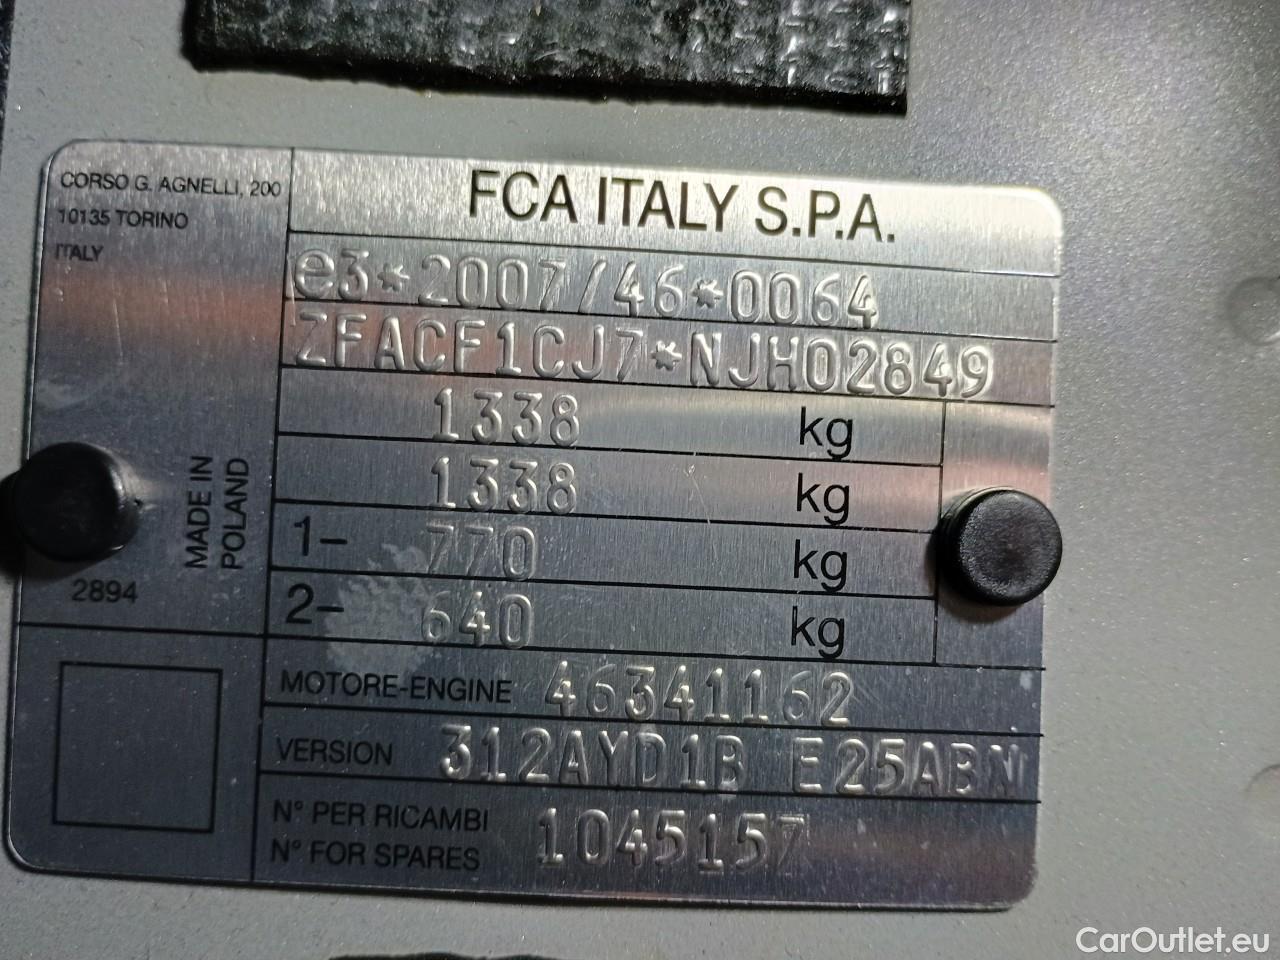 CORSO G. AGNELLI, 200
10135 TORINO
ITALY
FCA ITALY S.P.A.
e3*2007/46*0064
ZFACF1CJ7*NJH02849
1338 kg
1338 kg
1- 770 kg
2- 640 kg
MADE IN
POLAND
2894
MOTORE-ENGINE 46341162
VERSION 312AYD1B E25ABN
N° PER RICAMBI
N° FOR SPARES 1045157
CarOutlet.eu